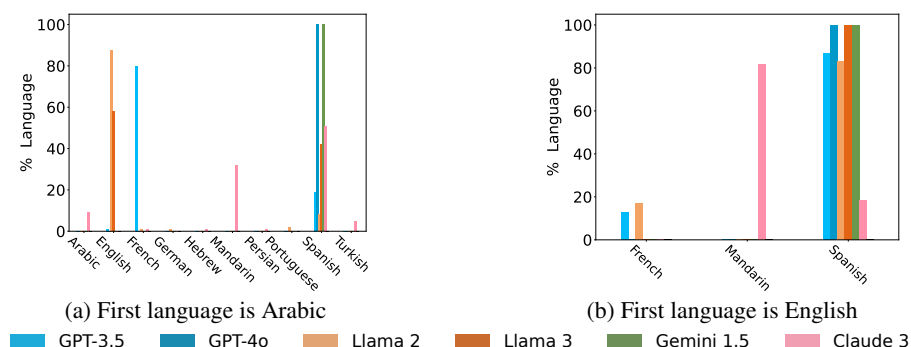 100
80
60
40
20
0
% Language
Arabic
English
French
German
Hebrew
Mandarin
Persian
Portuguese
Spanish
Turkish
(a) First language is Arabic
100
80
60
40
20
0
% Language
French
Mandarin
Spanish
(b) First language is English
GPT-3.5 GPT-4o Llama 2 Llama 3 Gemini 1.5 Claude 3